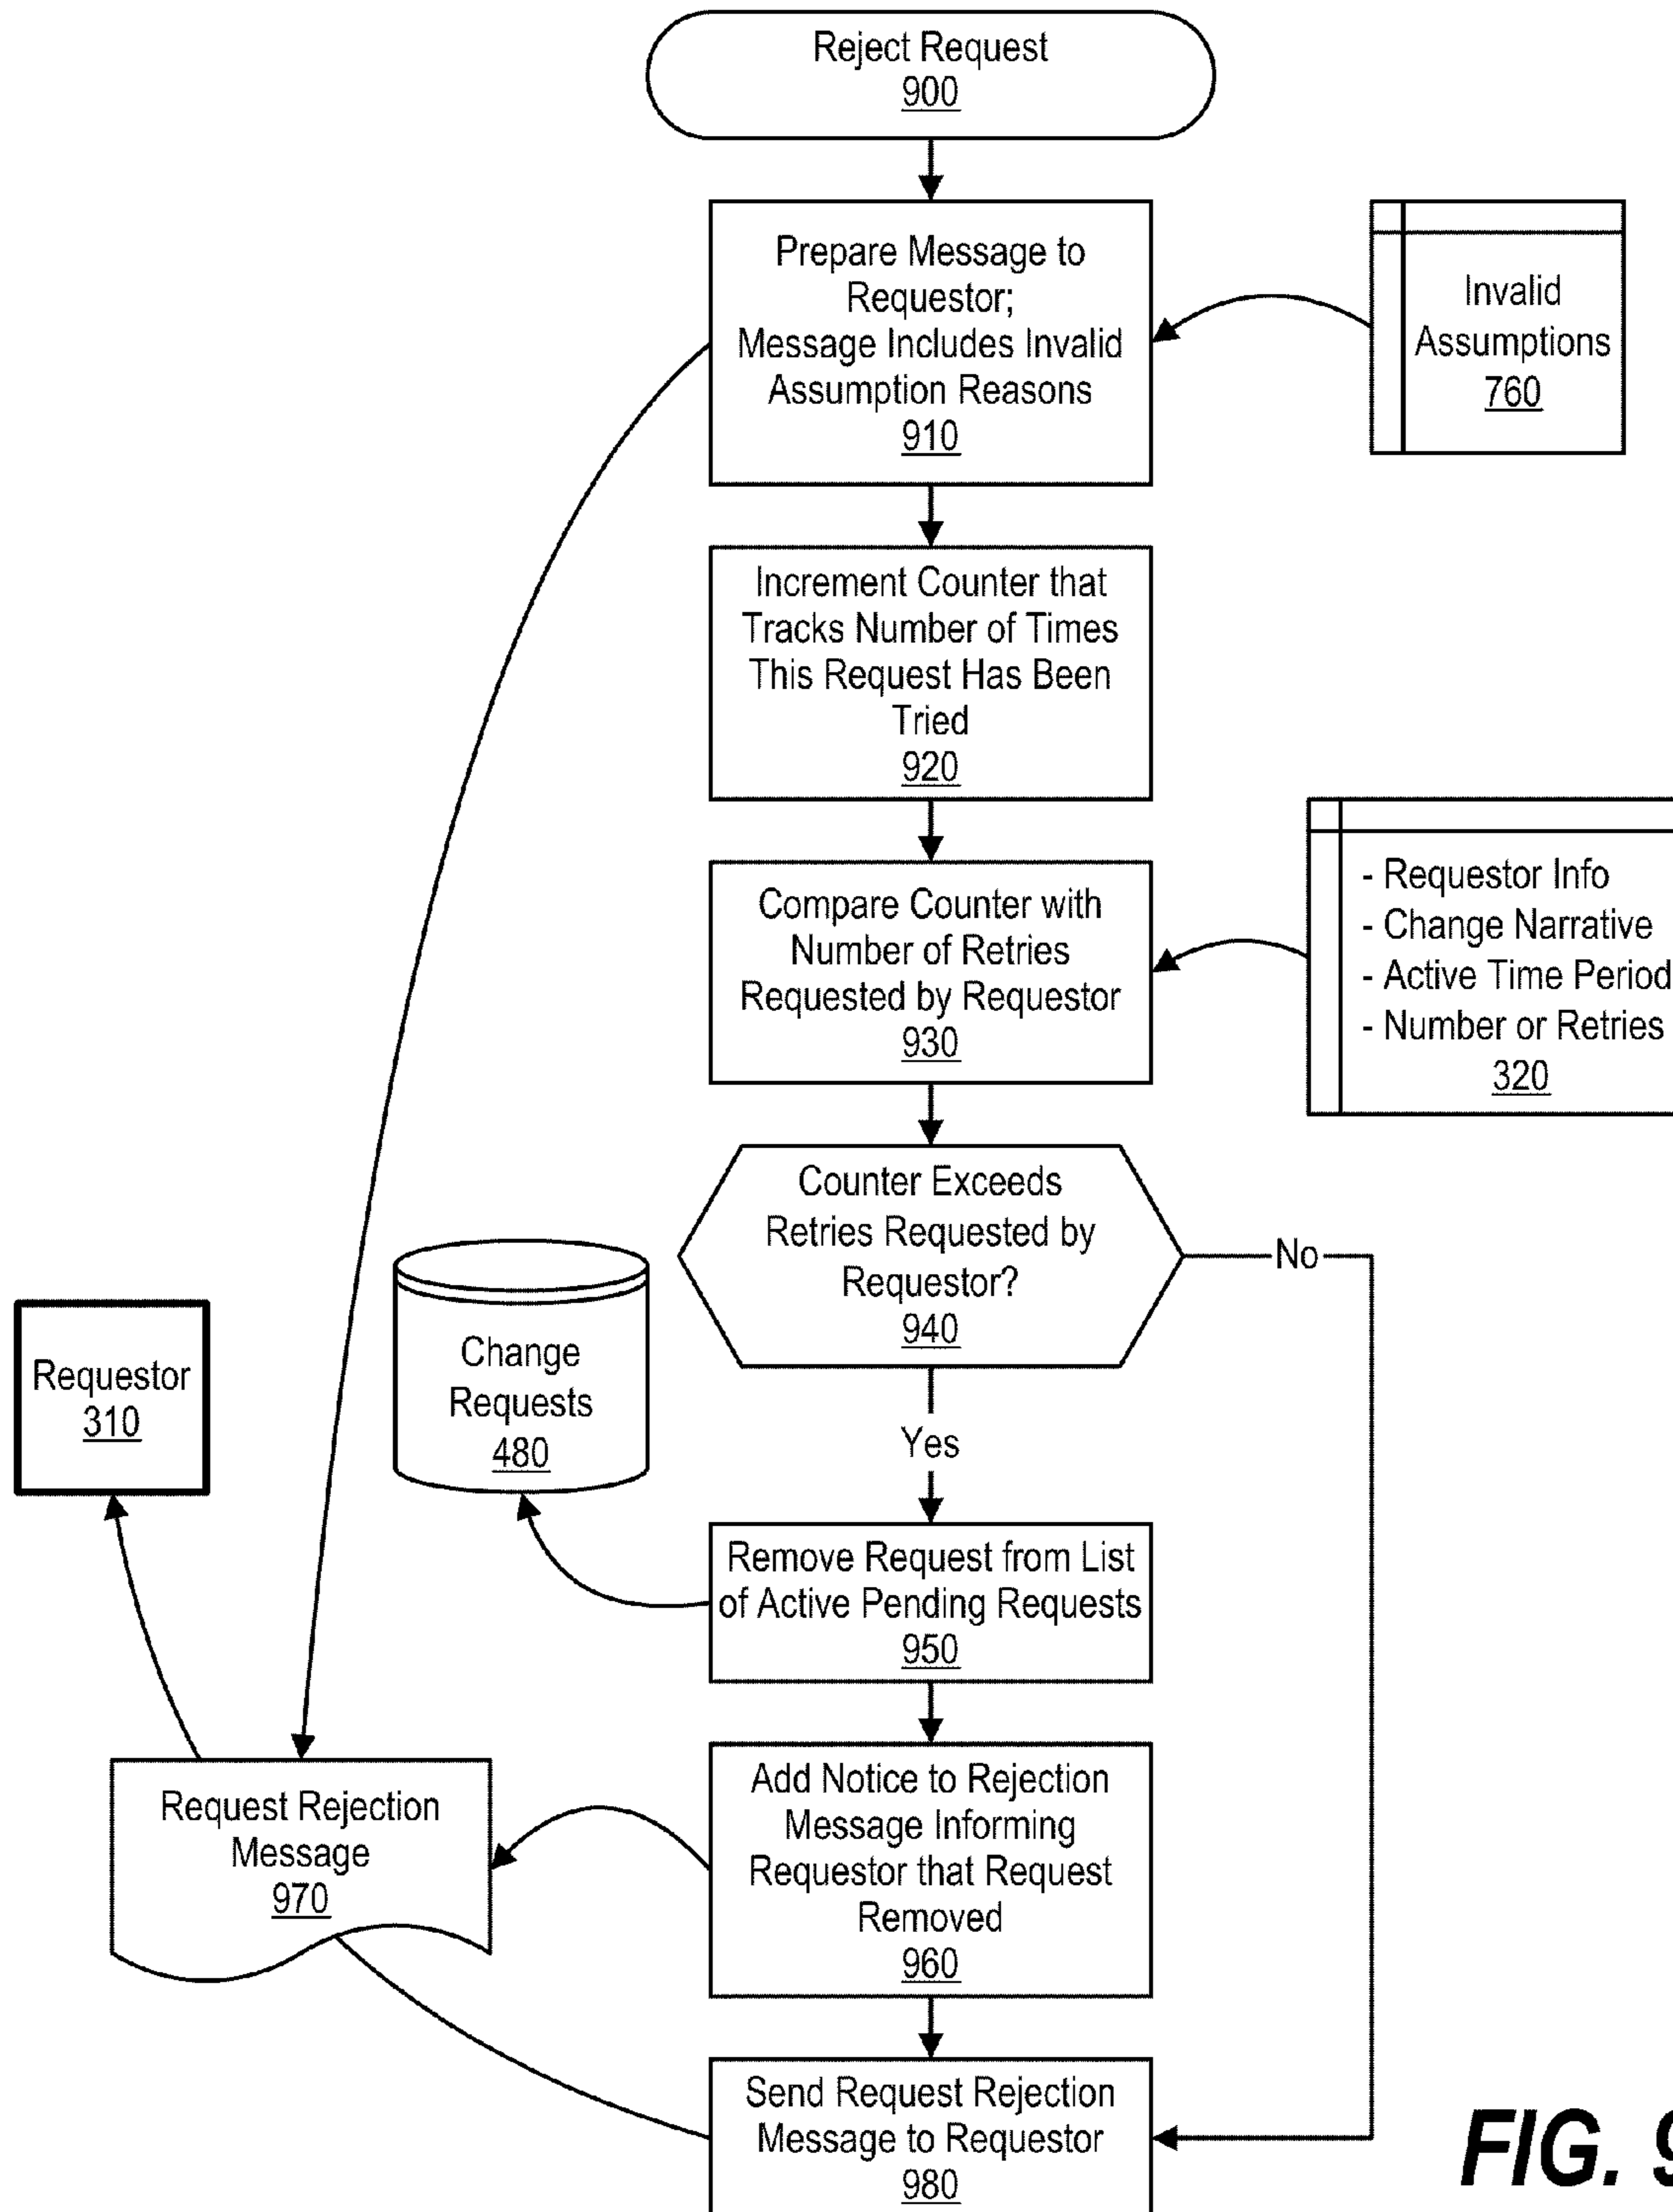 Reject Request
900
Prepare Message to
Requestor;
Message Includes Invalid
Assumption Reasons
910
Invalid
Assumptions
760
Increment Counter that
Tracks Number of Times
This Request Has Been
Tried
920
Compare Counter with
Number of Retries
Requested by Requestor
930
- Requestor Info
- Change Narrative
- Active Time Period
- Number or Retries
320
Counter Exceeds
Retries Requested by
Requestor?
940
No
Yes
Change
Requests
480
Requestor
310
Remove Request from List
of Active Pending Requests
950
Add Notice to Rejection
Message Informing
Requestor that Request
Removed
960
Request Rejection
Message
970
Send Request Rejection
Message to Requestor
980
FIG. 9